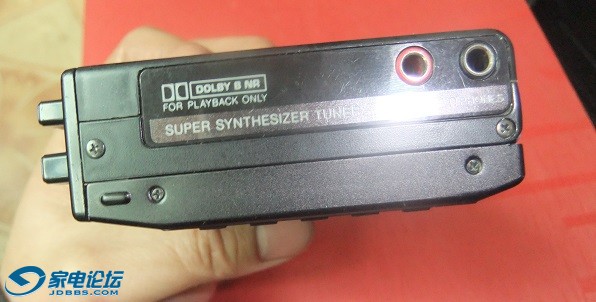 DOLBY B NR
FOR PLAYBACK ONLY
SUPER SYNTHESIZER TUNER
家电论坛
JDBBS.COM